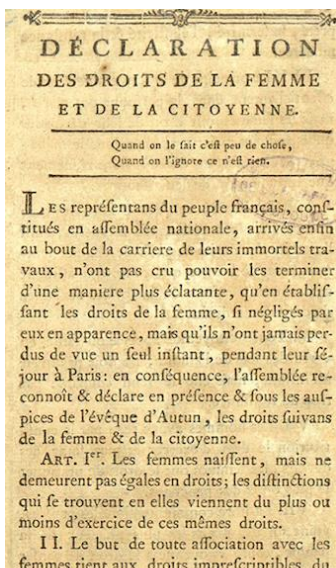 DÉCLARATION
DES DROITS DE LA FEMME
ET DE LA CITOYENNE.
Quand on le ſait c'eſt peu de choſe,
Quand on l'ignore ce n'eſt rien.
LES repréſentans du peuple français, conſ-
titués en aſſemblée nationale, arrivés enfin
au bout de la carriere de leurs immortels tra-
vaux, n'ont pas cru pouvoir les terminer
d'une maniere plus éclatante, qu'en établiſ-
ſant les droits de la femme, ſi négligés par
eux en apparence, mais qu'ils n'ont jamais per-
dus de vue un ſeul inſtant, pendant leur ſé-
jour à Paris: en conſéquence, l'aſſemblée re-
connoît & déclare en préſence & ſous les auſ-
pices de l'évéque d'Autun, les droits ſuivans
de la femme & de la citoyenne.
ART. Ier. Les femmes naiſſent, mais ne
demeurent pas égales en droits; les diſtinctions
qui ſe trouvent en elles viennent du plus ou
moins d'exercice de ces mêmes droits.
II. Le but de toute aſſociation avec les
femmes tient aux droits impreſcriptibles du